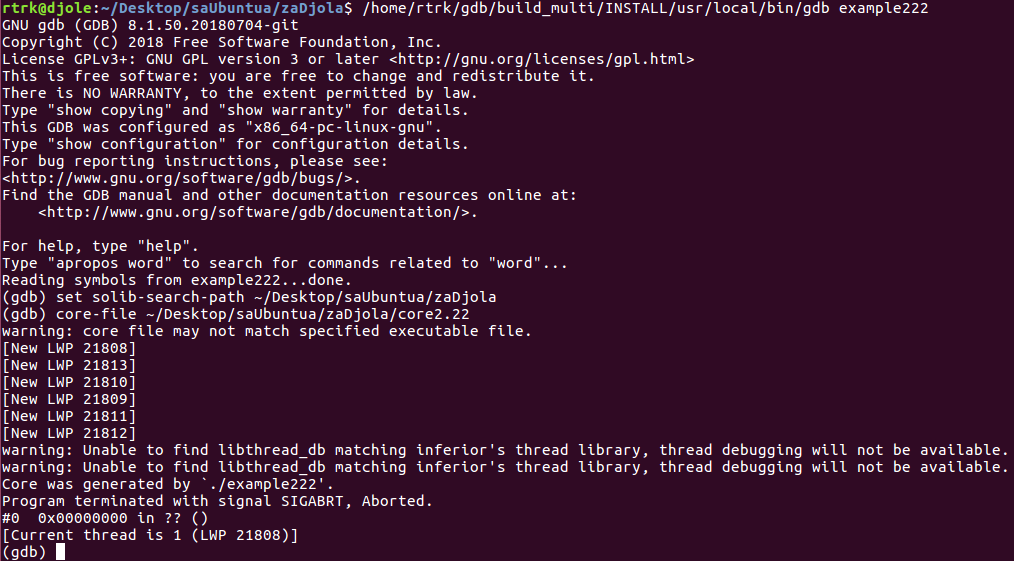 rtrk@djole:~/Desktop/saUbuntua/zaDjola$ /home/rtrk/gdb/build_multi/INSTALL/usr/local/bin/gdb example222
GNU gdb (GDB) 8.1.50.20180704-git
Copyright (C) 2018 Free Software Foundation, Inc.
License GPLv3+: GNU GPL version 3 or later <http://gnu.org/licenses/gpl.html>
This is free software: you are free to change and redistribute it.
There is NO WARRANTY, to the extent permitted by law.
Type "show copying" and "show warranty" for details.
This GDB was configured as "x86_64-pc-linux-gnu".
Type "show configuration" for configuration details.
For bug reporting instructions, please see:
<http://www.gnu.org/software/gdb/bugs/>.
Find the GDB manual and other documentation resources online at:
    <http://www.gnu.org/software/gdb/documentation/>.

For help, type "help".
Type "apropos word" to search for commands related to "word"...
Reading symbols from example222...done.
(gdb) set solib-search-path ~/Desktop/saUbuntua/zaDjola
(gdb) core-file ~/Desktop/saUbuntua/zaDjola/core2.22
warning: core file may not match specified executable file.
[New LWP 21808]
[New LWP 21813]
[New LWP 21810]
[New LWP 21809]
[New LWP 21811]
[New LWP 21812]
warning: Unable to find libthread_db matching inferior's thread library, thread debugging will not be available.
warning: Unable to find libthread_db matching inferior's thread library, thread debugging will not be available.
Core was generated by `./example222'.
Program terminated with signal SIGABRT, Aborted.
#0  0x00000000 in ?? ()
[Current thread is 1 (LWP 21808)]
(gdb)